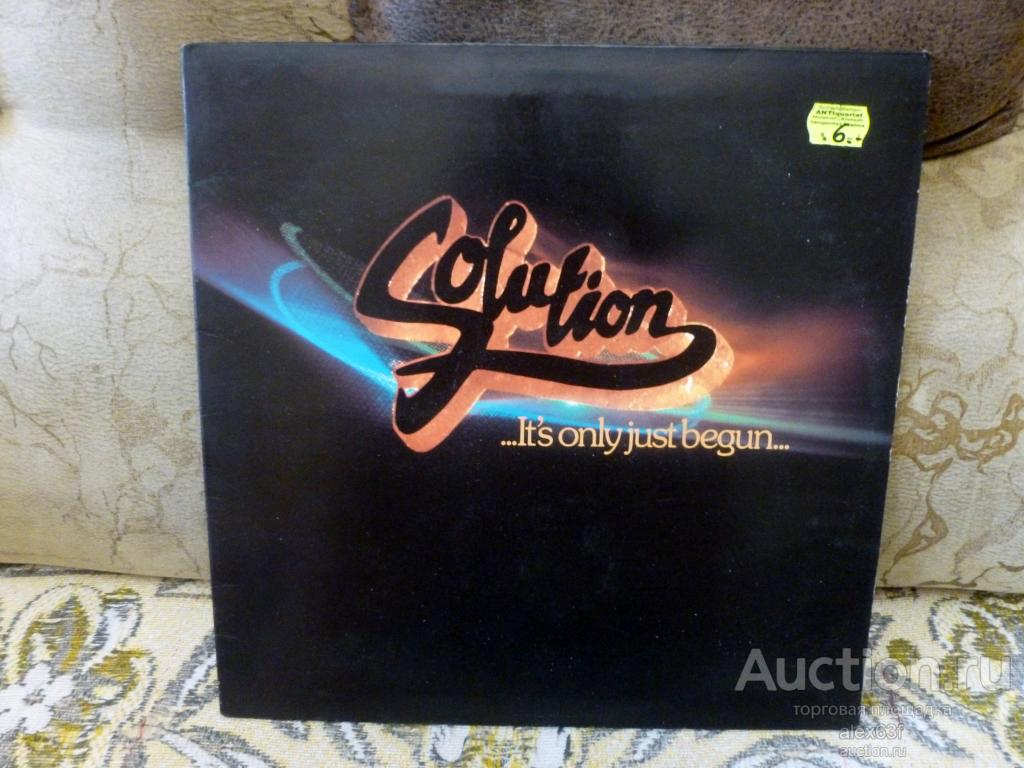 ANTIquariat
6.-+
Solution
...It's only just begun...
Auction.ru
торговая площадка
alex63f
auction.ru